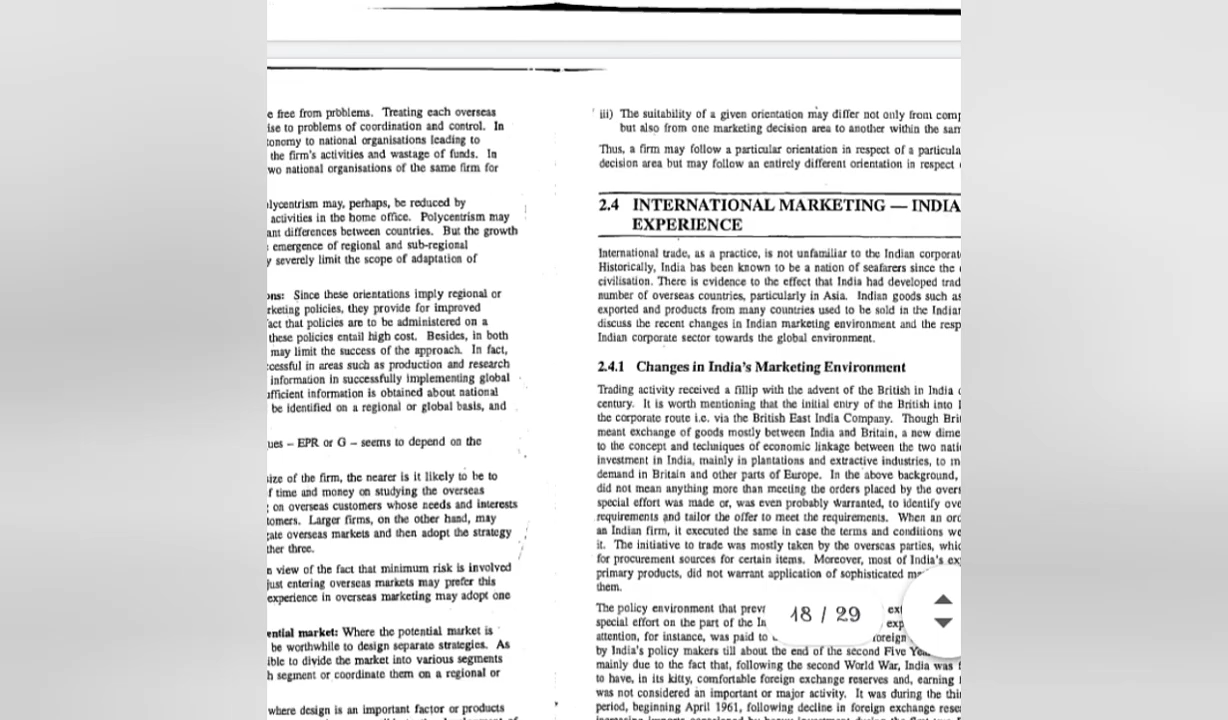 e free from problems. Treating each overseas
ise to problems of coordination and control. In
onomy to national organisations leading to
the firm's activities and wastage of funds. In
wo national organisations of the same firm for
lycentrism may, perhaps, be reduced by
activities in the home office. Polycentrism may
ant differences between countries. But the growth
emergence of regional and sub-regional
y severely limit the scope of adaptation of
ons: Since these orientations imply regional or
rketing policies, they provide for improved
act that policies are to be administered on a
these policies entail high cost. Besides, in both
may limit the success of the approach. In fact,
cessful in areas such as production and research
information in successfully implementing global
ufficient information is obtained about national
be identified on a regional or global basis, and
ues – EPR or G – seems to depend on the
ize of the firm, the nearer is it likely to be to
f time and money on studying the overseas
on overseas customers whose needs and interests
tomers. Larger firms, on the other hand, may
ate overseas markets and then adopt the strategy
ther three.
n view of the fact that minimum risk is involved
just entering overseas markets may prefer this
experience in overseas marketing may adopt one
ential market: Where the potential market is
be worthwhile to design separate strategies. As
ible to divide the market into various segments
h segment or coordinate them on a regional or
where design is an important factor or products
iii) The suitability of a given orientation may differ not only from comp
but also from one marketing decision area to another within the sam
Thus, a firm may follow a particular orientation in respect of a particula
decision area but may follow an entirely different orientation in respect
2.4 INTERNATIONAL MARKETING — INDIA
EXPERIENCE
International trade, as a practice, is not unfamiliar to the Indian corporat
Historically, India has been known to be a nation of seafarers since the
civilisation. There is evidence to the effect that India had developed trad
number of overseas countries, particularly in Asia. Indian goods such as
exported and products from many countries used to be sold in the Indian
discuss the recent changes in Indian marketing environment and the resp
Indian corporate sector towards the global environment.
2.4.1 Changes in India's Marketing Environment
Trading activity received a fillip with the advent of the British in India
century. It is worth mentioning that the initial entry of the British into I
the corporate route i.e. via the British East India Company. Though Brit
meant exchange of goods mostly between India and Britain, a new dime
to the concept and techniques of economic linkage between the two nati
investment in India, mainly in plantations and extractive industries, to m
demand in Britain and other parts of Europe. In the above background,
did not mean anything more than meeting the orders placed by the overs
special effort was made or, was even probably warranted, to identify ove
requirements and tailor the offer to meet the requirements. When an ord
an Indian firm, it executed the same in case the terms and conditions we
it. The initiative to trade was mostly taken by the overseas parties, whic
for procurement sources for certain items. Moreover, most of India's ex
primary products, did not warrant application of sophisticated m
them.
The policy environment that prev ex
special effort on the part of the In exp
attention, for instance, was paid to foreign
by India's policy makers till about the end of the second Five Ye
mainly due to the fact that, following the second World War, India was
to have, in its kitty, comfortable foreign exchange reserves and, earning
was not considered an important or major activity. It was during the thi
period, beginning April 1961, following decline in foreign exchange rese
18 / 29